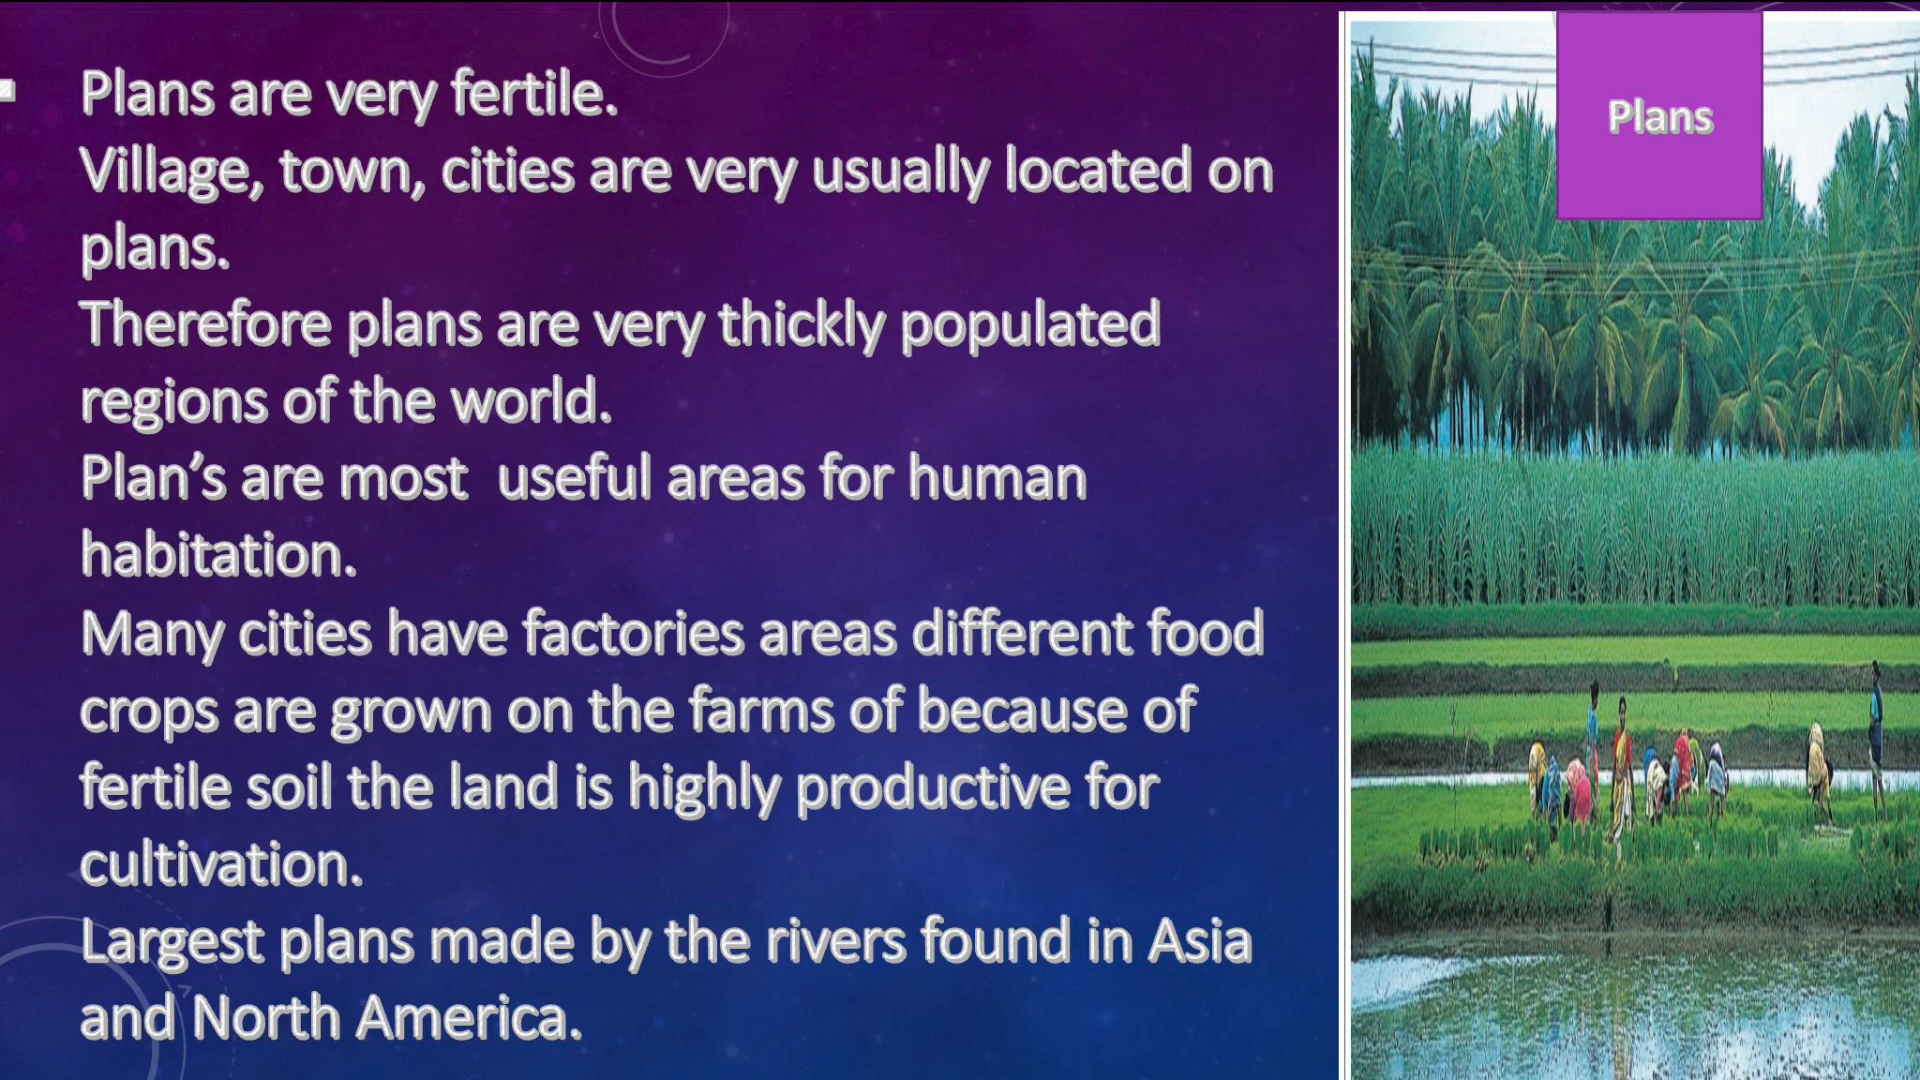 Plans are very fertile.
Village, town, cities are very usually located on
plans.
Therefore plans are very thickly populated
regions of the world.
Plan’s are most  useful areas for human
habitation.
Many cities have factories areas different food
crops are grown on the farms of because of
fertile soil the land is highly productive for
cultivation.
Largest plans made by the rivers found in Asia
and North America.
Plans